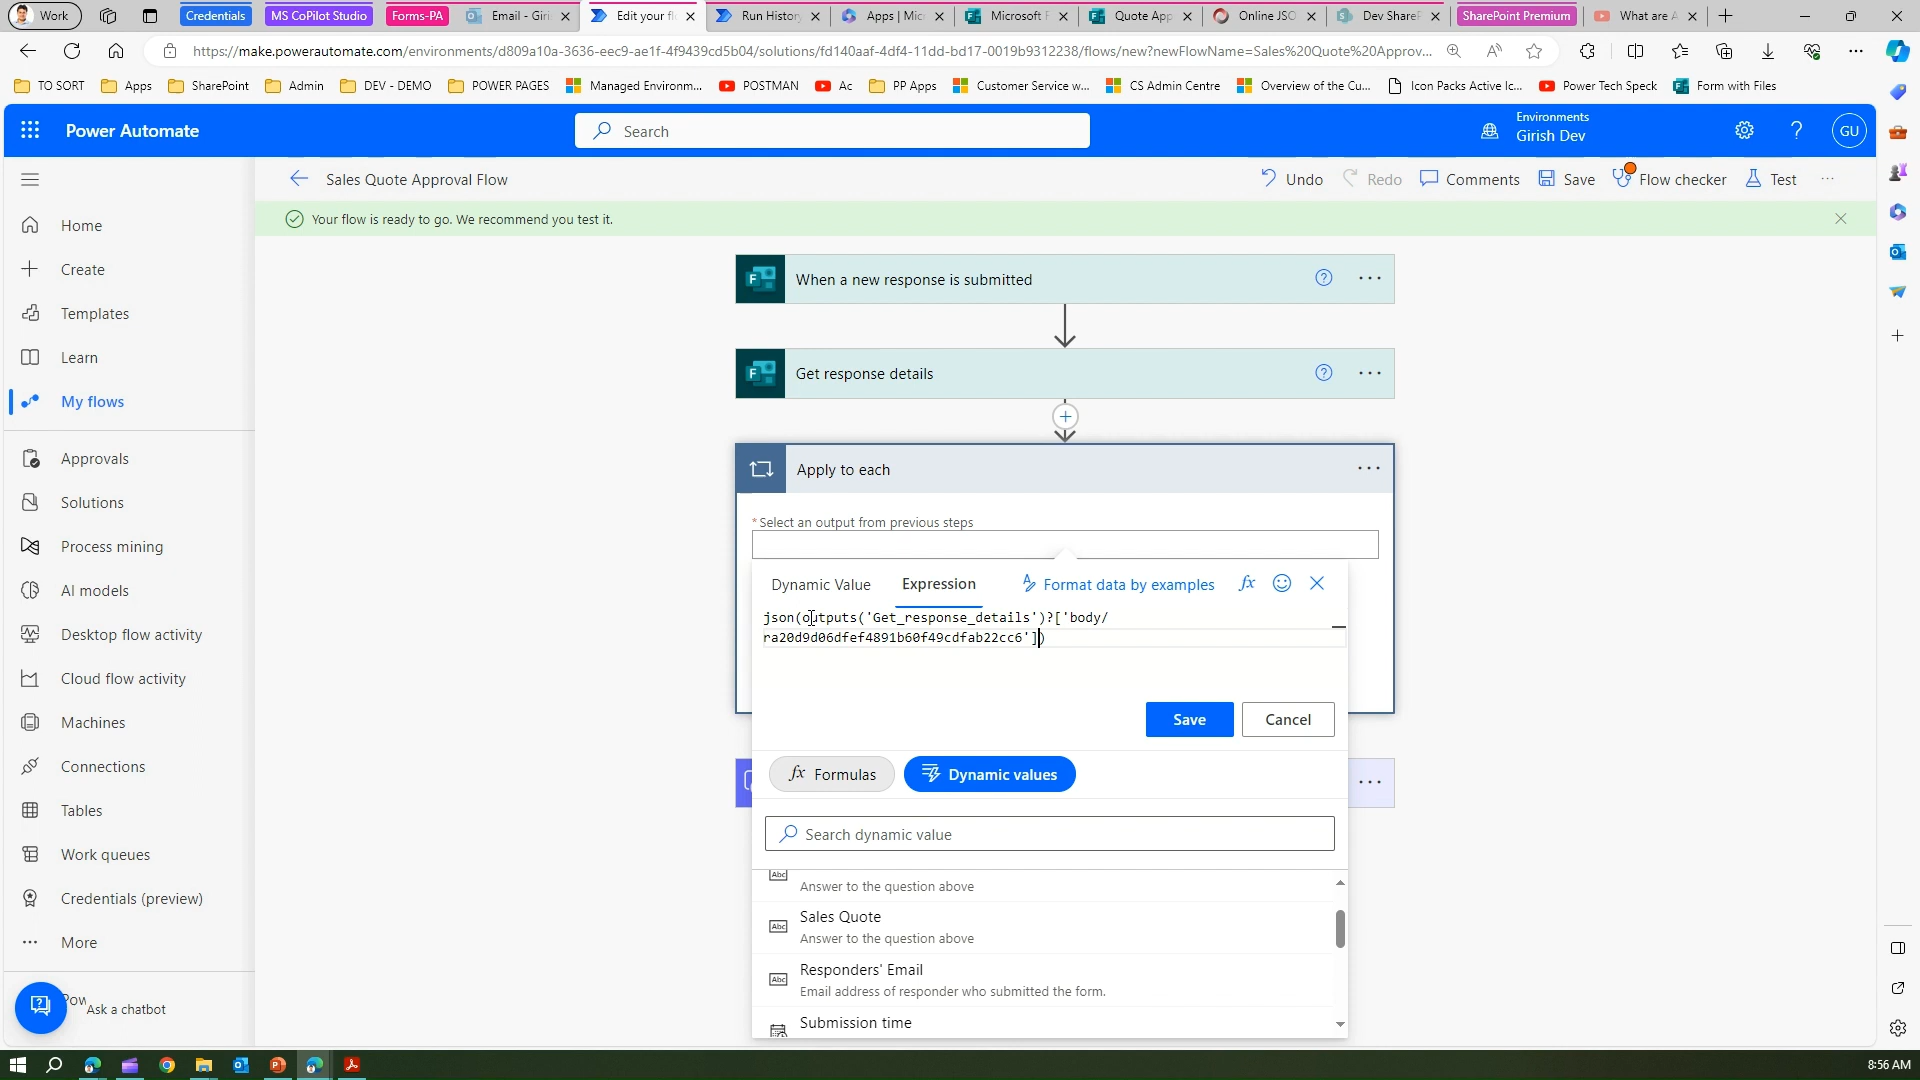 Work
Credentials
MS CoPilot Studio
Forms-PA
Email - Giri
Edit your fl
Run Histor
Apps | Mic
Microsoft F
Quote App
Online JSO
Dev ShareP
SharePoint Premium
What are A
https://make.powerautomate.com/environments/d809a10a-3636-eec9-ae1f-4f9439cd5b04/solutions/fd140aaf-4df4-11dd-bd17-0019b9312238/flows/new?newFlowName=Sales%20Quote%20Approv...
TO SORT
Apps
SharePoint
Admin
DEV - DEMO
POWER PAGES
Managed Environm...
POSTMAN
Ac
PP Apps
Customer Service w...
CS Admin Centre
Overview of the Cu...
Icon Packs Active Ic...
Power Tech Speck
Form with Files
Power Automate
Search
Environments
Girish Dev
GU
Sales Quote Approval Flow
Undo
Redo
Comments
Save
Flow checker
Test
Your flow is ready to go. We recommend you test it.
Home
Create
Templates
Learn
My flows
Approvals
Solutions
Process mining
AI models
Desktop flow activity
Cloud flow activity
Machines
Connections
Tables
Work queues
Credentials (preview)
More
Pow
Ask a chatbot
When a new response is submitted
Get response details
Apply to each
* Select an output from previous steps
Dynamic Value
Expression
Format data by examples
fx
json(outputs('Get_response_details')?['body/
ra20d9d06dfef4891b60f49cdfab22cc6'])
Save
Cancel
fx Formulas
Dynamic values
Search dynamic value
Abc
Answer to the question above
Abc
Sales Quote
Answer to the question above
Abc
Responders' Email
Email address of responder who submitted the form.
Submission time
8:56 AM